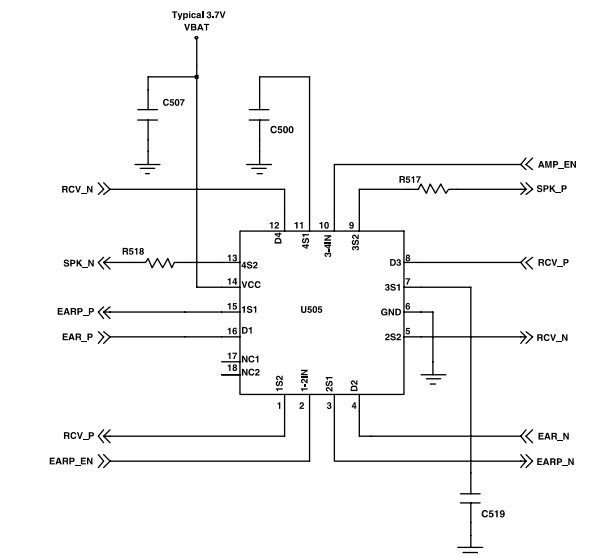 Typical 3.7V
VBAT
C507
C500
AMP_EN
R517
RCV_N
SPK_P
12 11 10 9
D4 4S1 3-4IN 3S2
R518
SPK_N
13 4S2
D3 8
RCV_P
14 VCC
3S1 7
EARP_P
15 1S1
U505
GND 6
EAR_P
16 D1
2S2 5
RCV_N
17 NC1
18 NC2
1S2 1-2IN 2S1 D2
1 2 3 4
RCV_P
EAR_N
EARP_EN
EARP_N
C519